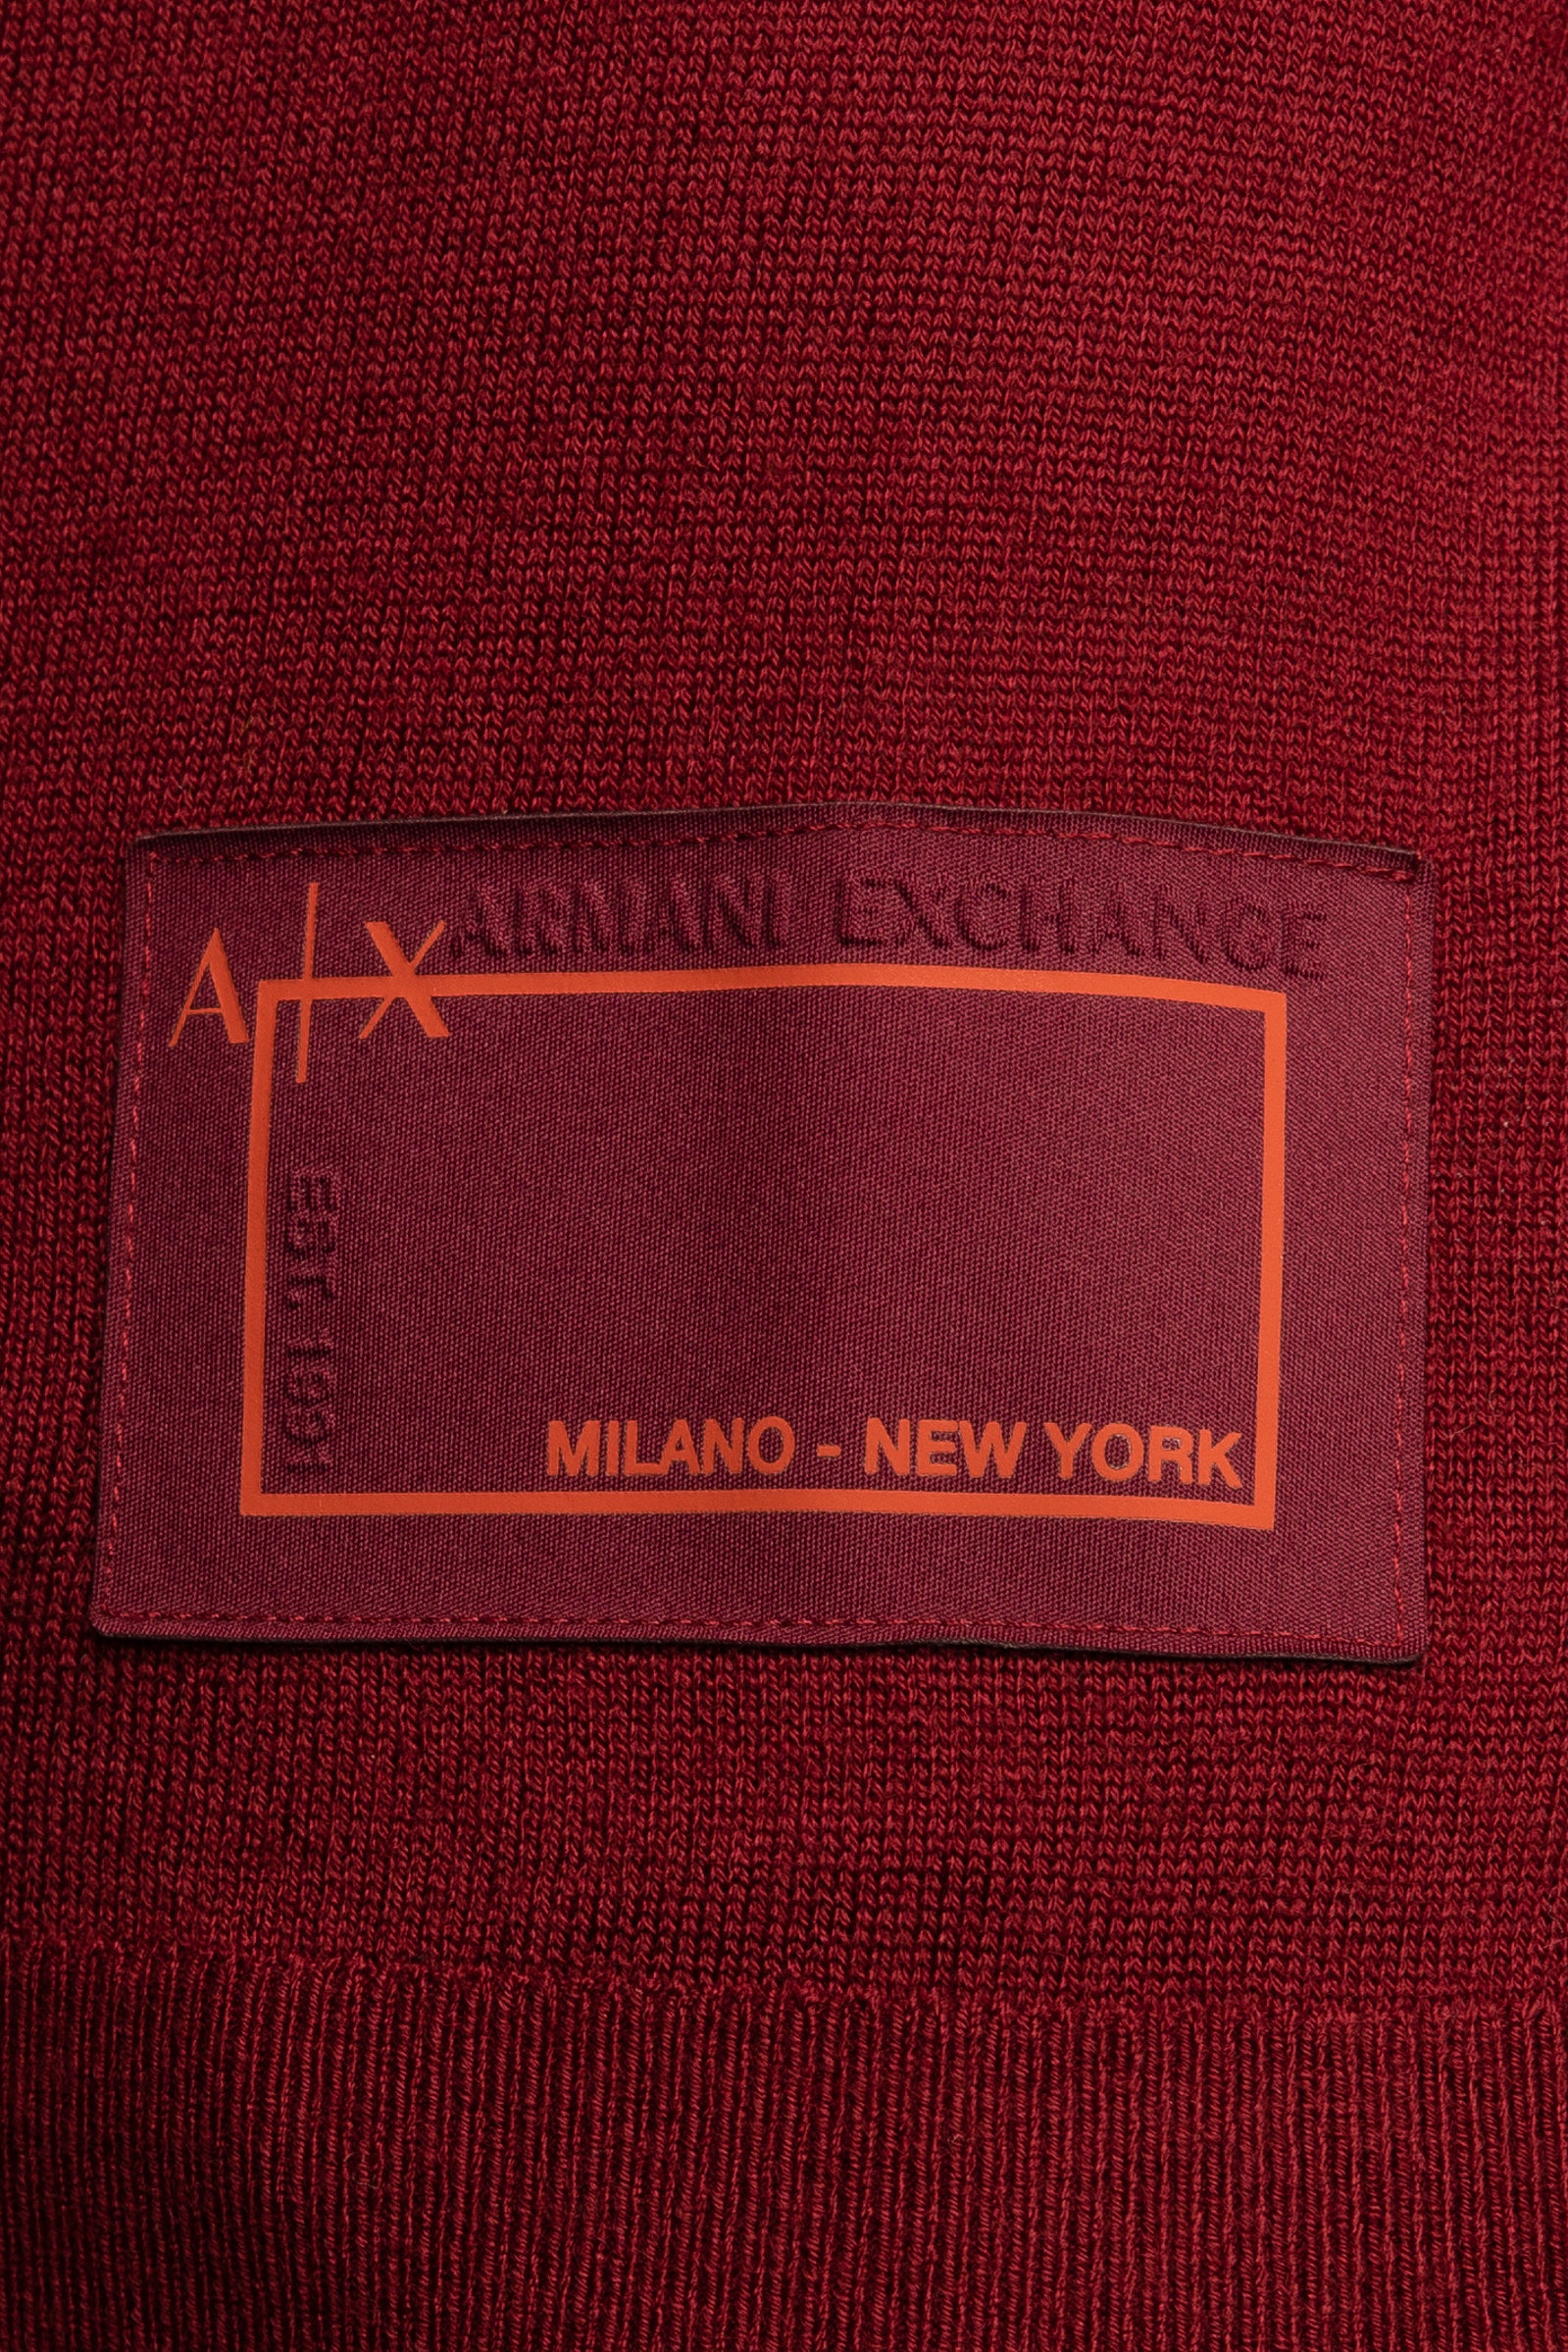 A|X ARMANI EXCHANGE
EST. 1991
MILANO - NEW YORK